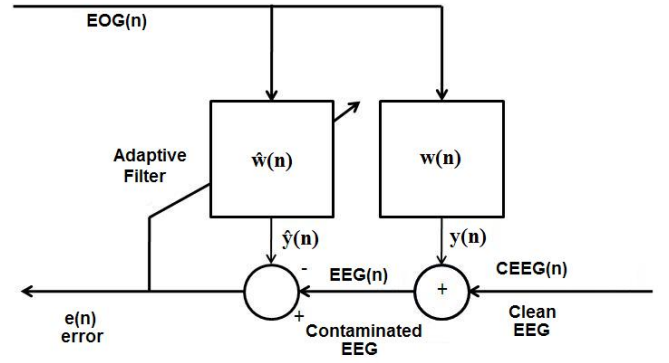 EOG(n)
Adaptive
Filter
ŵ(n)
w(n)
ŷ(n)
y(n)
-
+
EEG(n)
+
CEEG(n)
e(n)
error
Contaminated
EEG
Clean
EEG